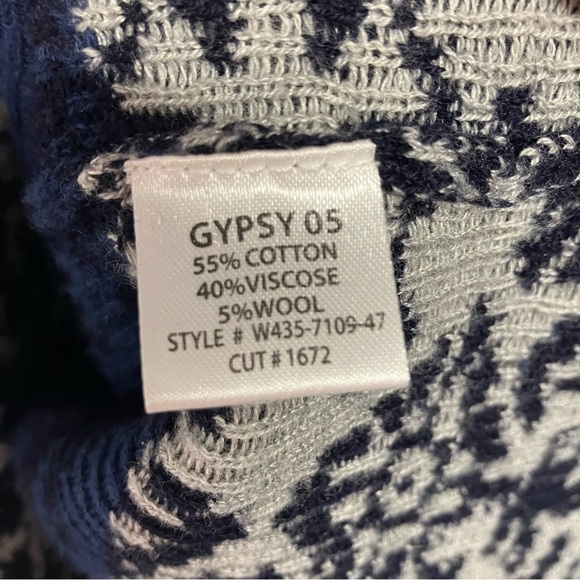 GYPSY 05
55% COTTON
40%VISCOSE
5%WOOL
STYLE # W435-7109-47
CUT #1672